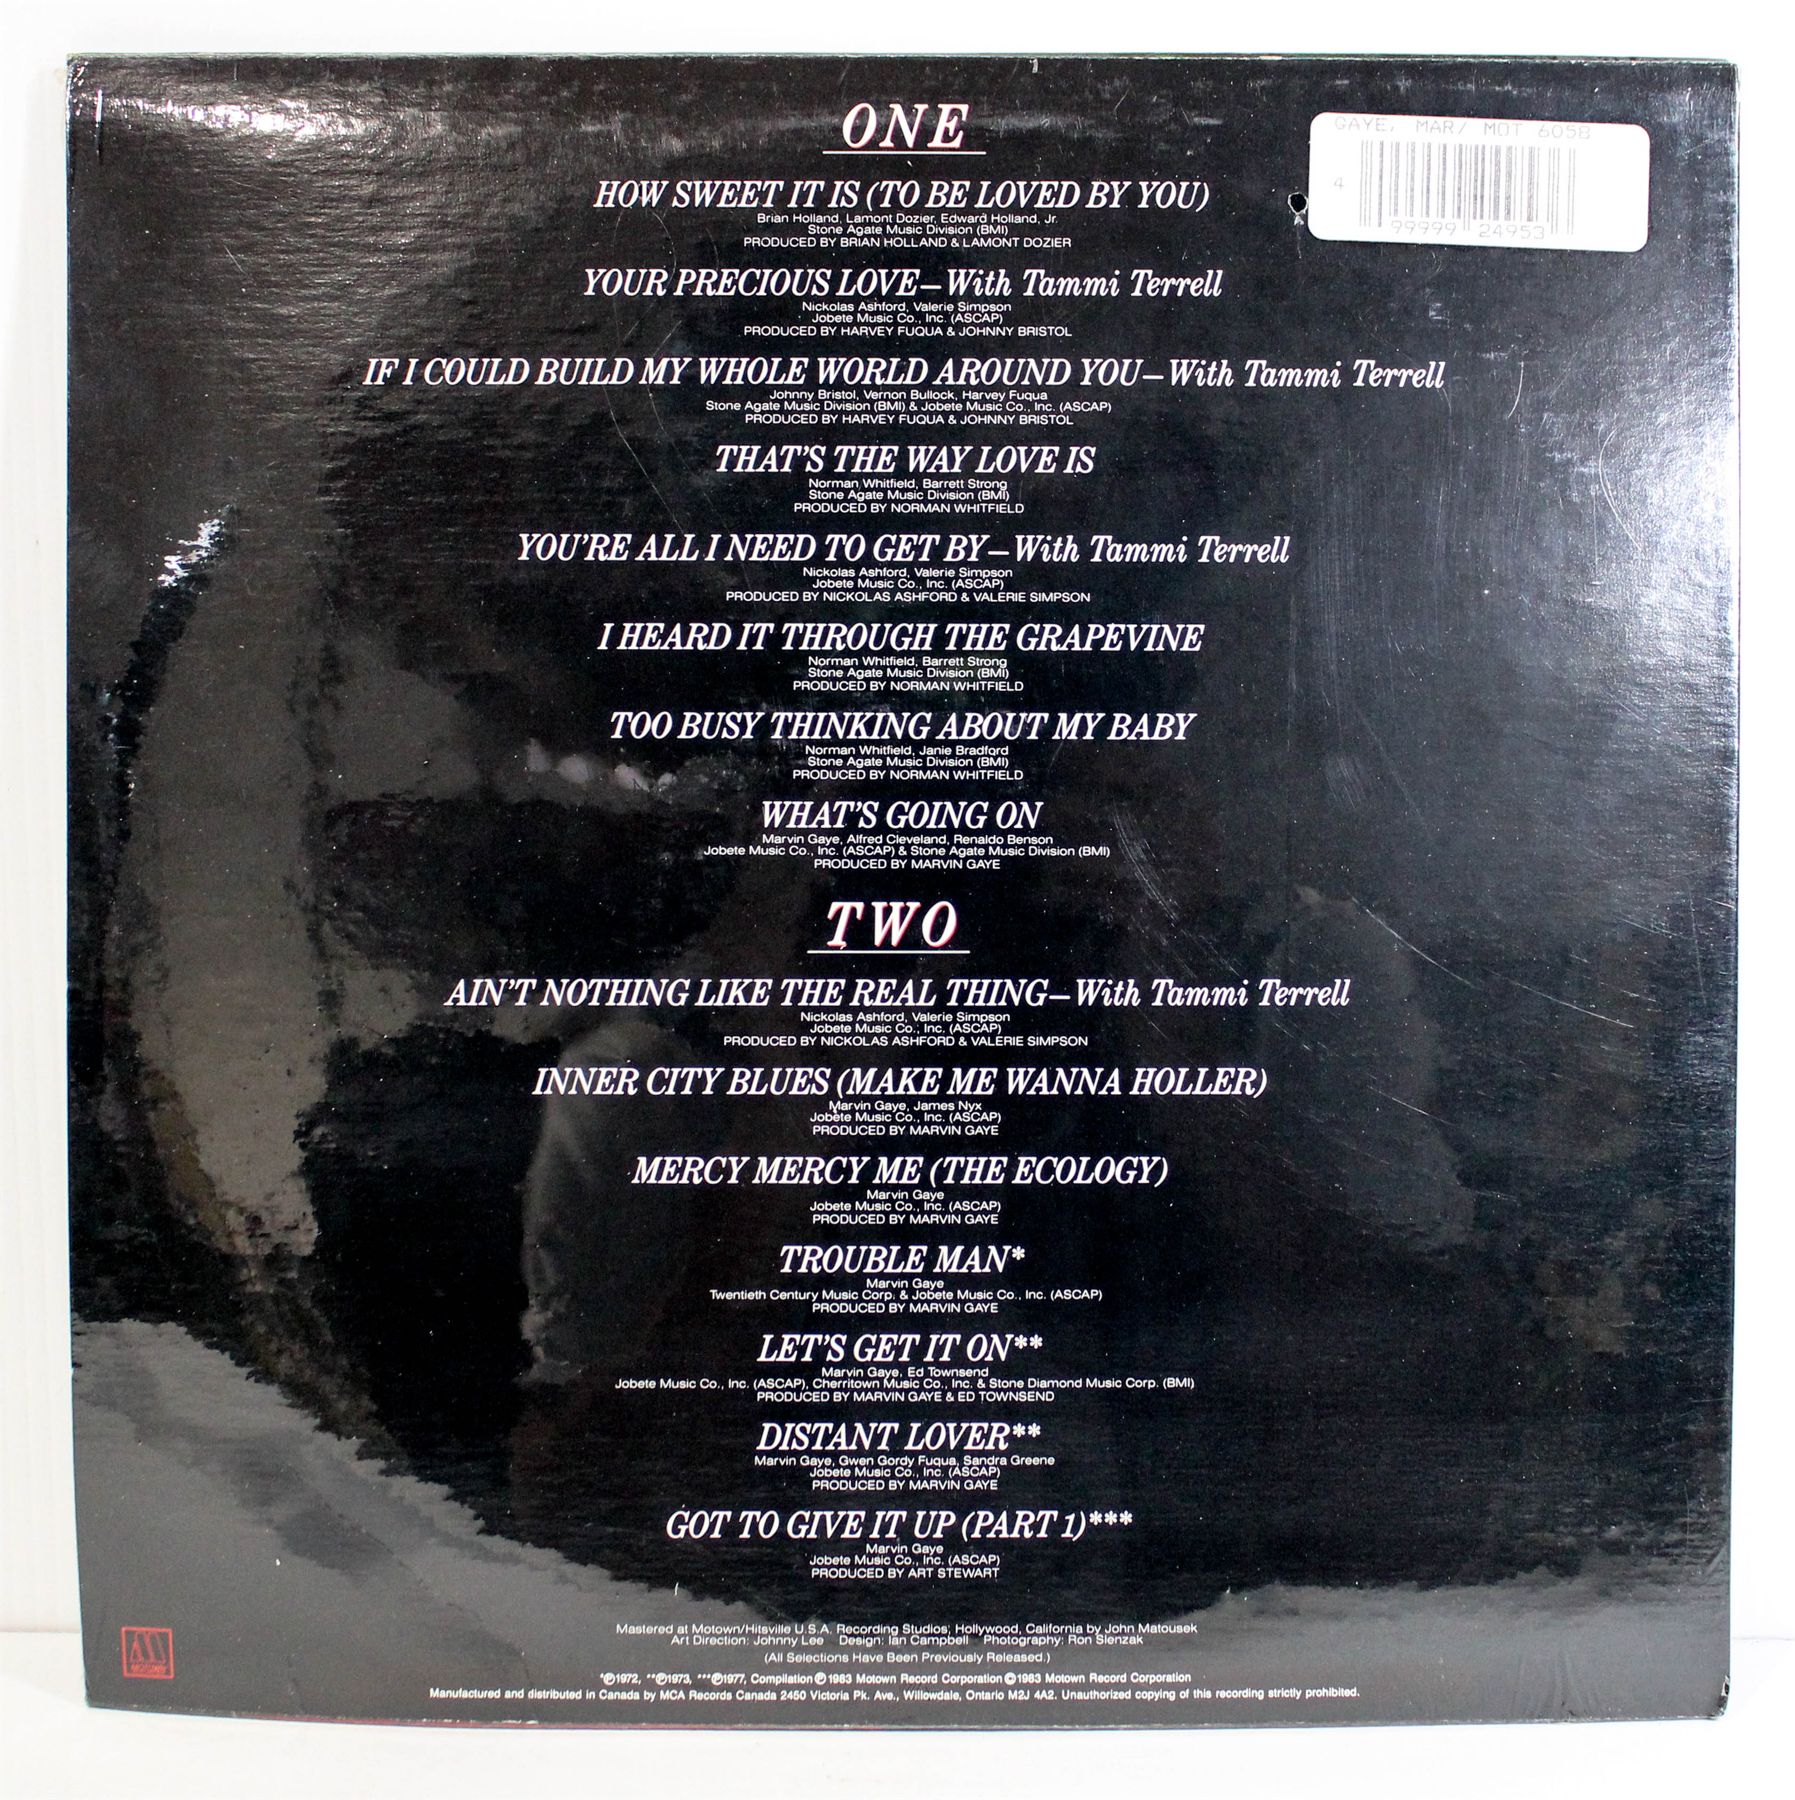 ONE
GAYE, MAR/ MOT 6058
4
99999 24953
HOW SWEET IT IS (TO BE LOVED BY YOU)
Brian Holland, Lamont Dozier, Edward Holland, Jr.
Stone Agate Music Division (BMI)
PRODUCED BY BRIAN HOLLAND & LAMONT DOZIER
YOUR PRECIOUS LOVE—With Tammi Terrell
Nickolas Ashford, Valerie Simpson
Jobete Music Co., Inc. (ASCAP)
PRODUCED BY HARVEY FUQUA & JOHNNY BRISTOL
IF I COULD BUILD MY WHOLE WORLD AROUND YOU—With Tammi Terrell
Johnny Bristol, Vernon Bullock, Harvey Fuqua
Stone Agate Music Division (BMI) & Jobete Music Co., Inc. (ASCAP)
PRODUCED BY HARVEY FUQUA & JOHNNY BRISTOL
THAT'S THE WAY LOVE IS
Norman Whitfield, Barrett Strong
Stone Agate Music Division (BMI)
PRODUCED BY NORMAN WHITFIELD
YOU'RE ALL I NEED TO GET BY—With Tammi Terrell
Nickolas Ashford, Valerie Simpson
Jobete Music Co., Inc. (ASCAP)
PRODUCED BY NICKOLAS ASHFORD & VALERIE SIMPSON
I HEARD IT THROUGH THE GRAPEVINE
Norman Whitfield, Barrett Strong
Stone Agate Music Division (BMI)
PRODUCED BY NORMAN WHITFIELD
TOO BUSY THINKING ABOUT MY BABY
Norman Whitfield, Janie Bradford
Stone Agate Music Division (BMI)
PRODUCED BY NORMAN WHITFIELD
WHAT'S GOING ON
Marvin Gaye, Alfred Cleveland, Renaldo Benson
Jobete Music Co., Inc. (ASCAP) & Stone Agate Music Division (BMI)
PRODUCED BY MARVIN GAYE
TWO
AIN'T NOTHING LIKE THE REAL THING—With Tammi Terrell
Nickolas Ashford, Valerie Simpson
Jobete Music Co., Inc. (ASCAP)
PRODUCED BY NICKOLAS ASHFORD & VALERIE SIMPSON
INNER CITY BLUES (MAKE ME WANNA HOLLER)
Marvin Gaye, James Nyx
Jobete Music Co., Inc. (ASCAP)
PRODUCED BY MARVIN GAYE
MERCY MERCY ME (THE ECOLOGY)
Marvin Gaye
Jobete Music Co., Inc. (ASCAP)
PRODUCED BY MARVIN GAYE
TROUBLE MAN*
Marvin Gaye
Twentieth Century Music Corp. & Jobete Music Co., Inc. (ASCAP)
PRODUCED BY MARVIN GAYE
LET'S GET IT ON**
Marvin Gaye, Ed Townsend
Jobete Music Co., Inc. (ASCAP), Cherritown Music Co., Inc. & Stone Diamond Music Corp. (BMI)
PRODUCED BY MARVIN GAYE & ED TOWNSEND
DISTANT LOVER**
Marvin Gaye, Gwen Gordy Fuqua, Sandra Greene
Jobete Music Co., Inc. (ASCAP)
PRODUCED BY MARVIN GAYE
GOT TO GIVE IT UP (PART 1)***
Marvin Gaye
Jobete Music Co., Inc. (ASCAP)
PRODUCED BY ART STEWART
Mastered at Motown/Hitsville U.S.A. Recording Studios, Hollywood, California by John Matousek
Art Direction: Johnny Lee Design: Ian Campbell Photography: Ron Slenzak
(All Selections Have Been Previously Released.)
*℗1972, **℗1973, ***℗1977, Compilation ℗1983 Motown Record Corporation ©1983 Motown Record Corporation
Manufactured and distributed in Canada by MCA Records Canada 2450 Victoria Pk. Ave., Willowdale, Ontario M2J 4A2. Unauthorized copying of this recording strictly prohibited.
MOTOWN